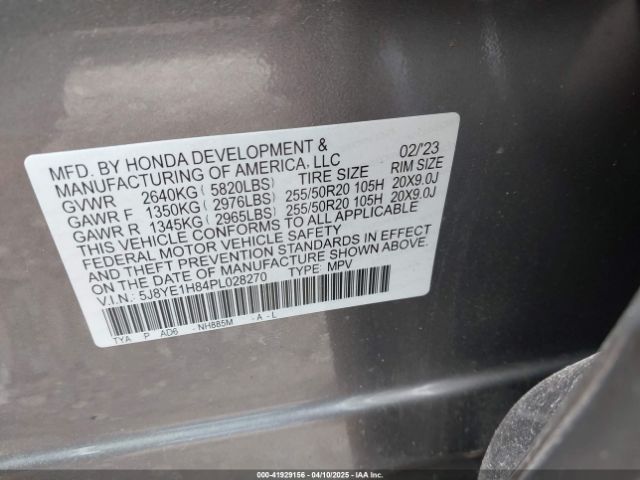 MFD. BY HONDA DEVELOPMENT & 02/'23
MANUFACTURING OF AMERICA, LLC
GVWR 2640KG ( 5820LBS) TIRE SIZE RIM SIZE
GAWR F 1350KG ( 2976LBS) 255/50R20 105H 20X9.0J
GAWR R 1345KG ( 2965LBS) 255/50R20 105H 20X9.0J
THIS VEHICLE CONFORMS TO ALL APPLICABLE
FEDERAL MOTOR VEHICLE SAFETY
AND THEFT PREVENTION STANDARDS IN EFFECT
ON THE DATE OF MANUFACTURE SHOWN ABOVE.
V.I.N.: 5J8YE1H84PL028270 TYPE: MPV
TYA P AD6 - NH885M - A - L
000-41929156 - 04/10/2025 - IAA Inc.